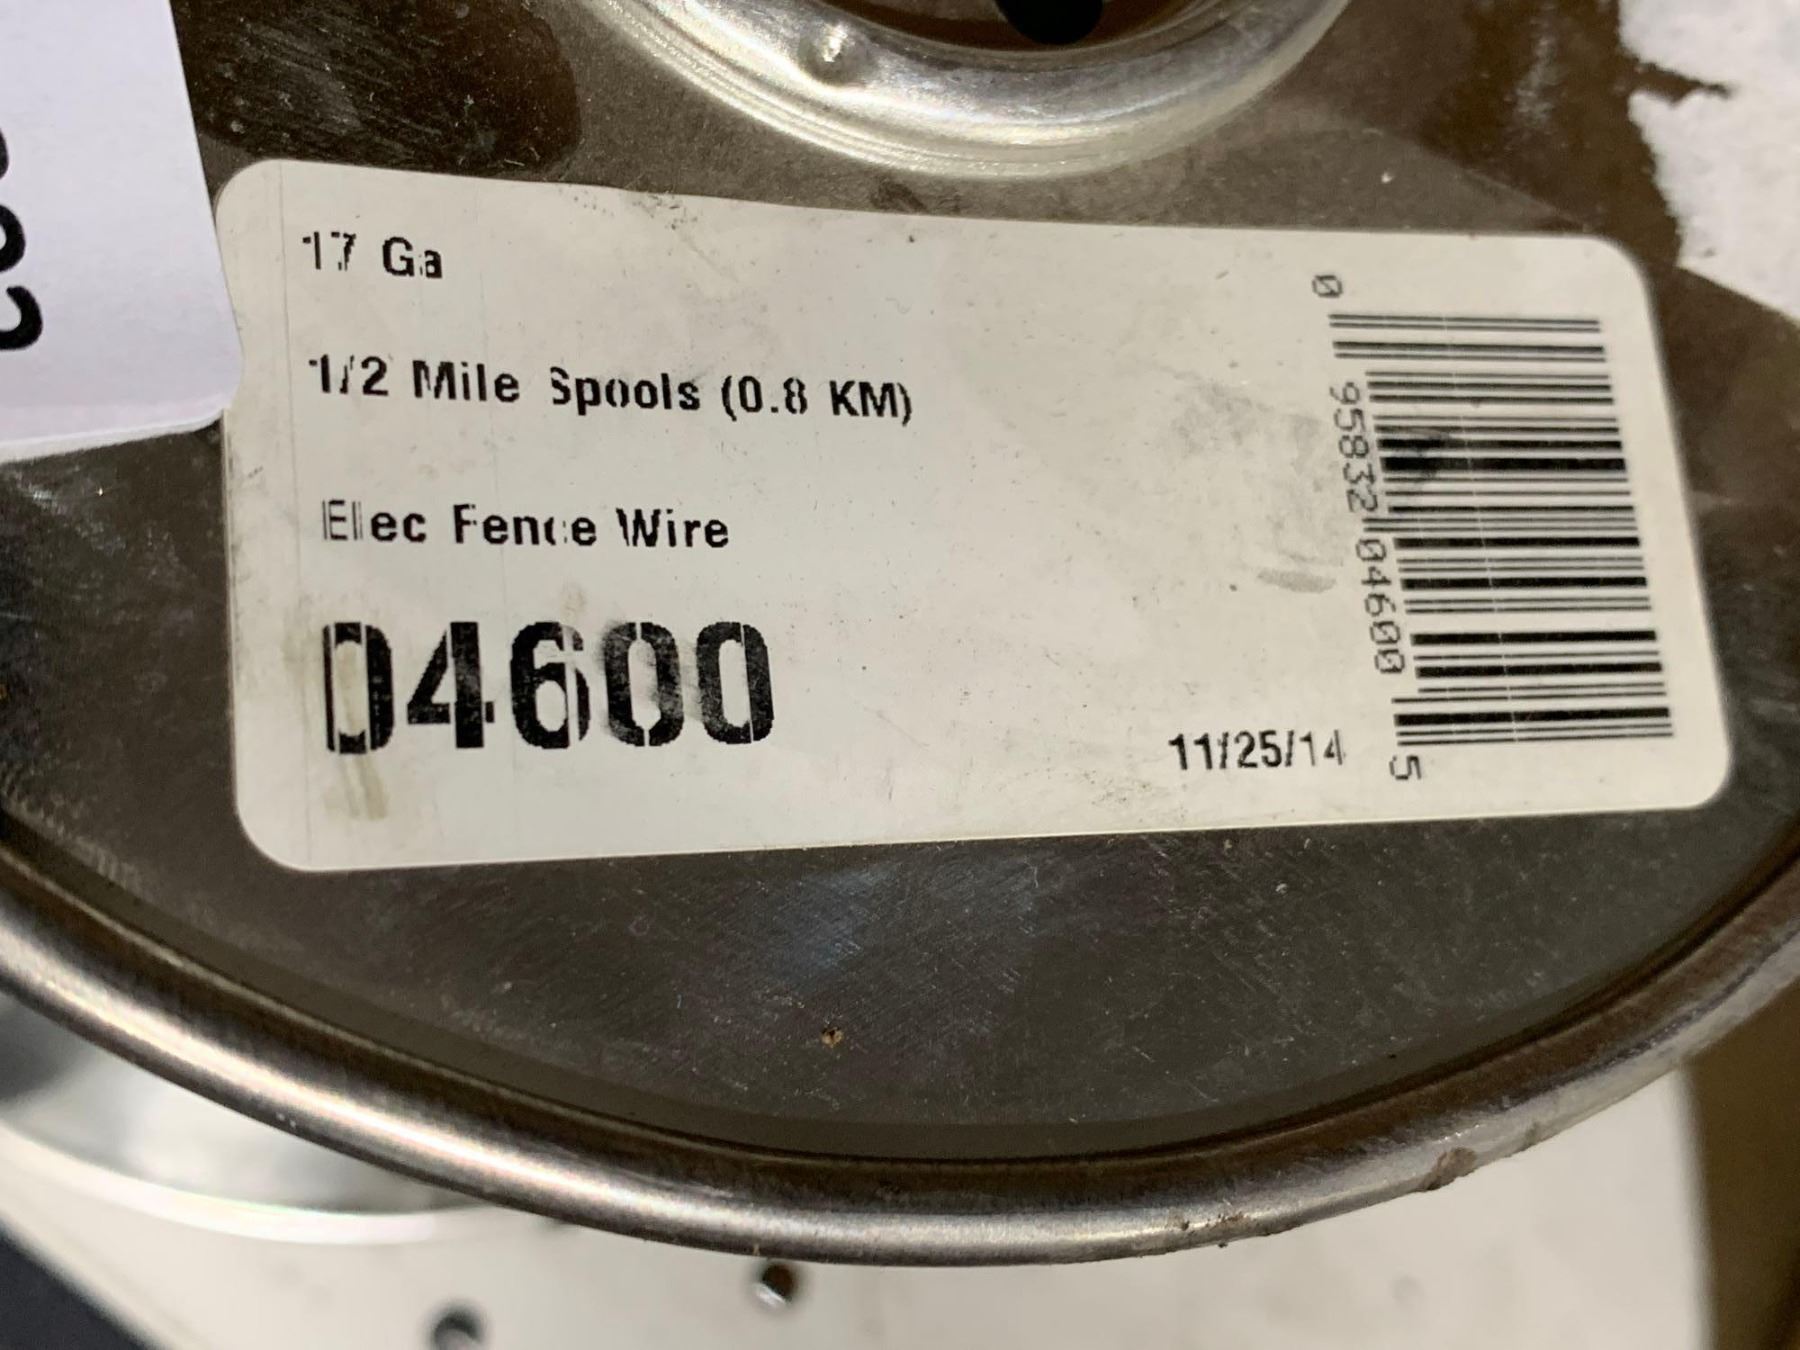 17 Ga
1/2 Mile Spools (0.8 KM)
Elec Fence Wire
04600
11/25/14
0 95832 04600 5